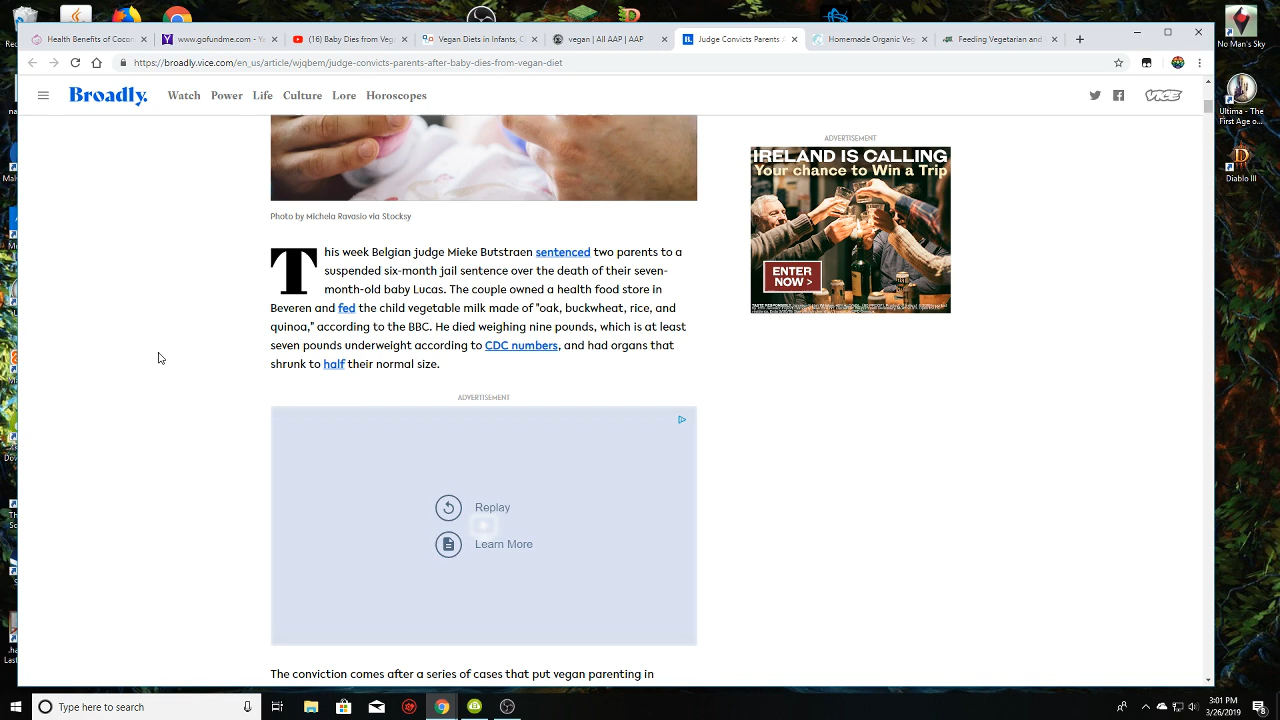 Health Benefits of Cocon
www.gofundme.com - Ya
(16) Baby Dies from Vega
Vegan Diets in Infants, C
vegan | All AAP | AAP
Judge Convicts Parents A
Homemade Organic Veg
Feeding Vegetarian and
https://broadly.vice.com/en_us/article/wjqbem/judge-convicts-parents-after-baby-dies-from-vegan-diet
Broadly. Watch Power Life Culture Lore Horoscopes
VICE
ADVERTISEMENT
IRELAND IS CALLING
Your chance to Win a Trip
ENTER
NOW >
Photo by Michela Ravasio via Stocksy
This week Belgian judge Mieke Butstraen sentenced two parents to a
suspended six-month jail sentence over the death of their seven-
month-old baby Lucas. The couple owned a health food store in
Beveren and fed the child vegetable milk made of "oak, buckwheat, rice, and
quinoa," according to the BBC. He died weighing nine pounds, which is at least
seven pounds underweight according to CDC numbers, and had organs that
shrunk to half their normal size.
ADVERTISEMENT
Replay
Learn More
The conviction comes after a series of cases that put vegan parenting in
No Man's Sky
Ultima - The
First Age o...
Diablo III
Type here to search
3:01 PM
3/26/2019
8